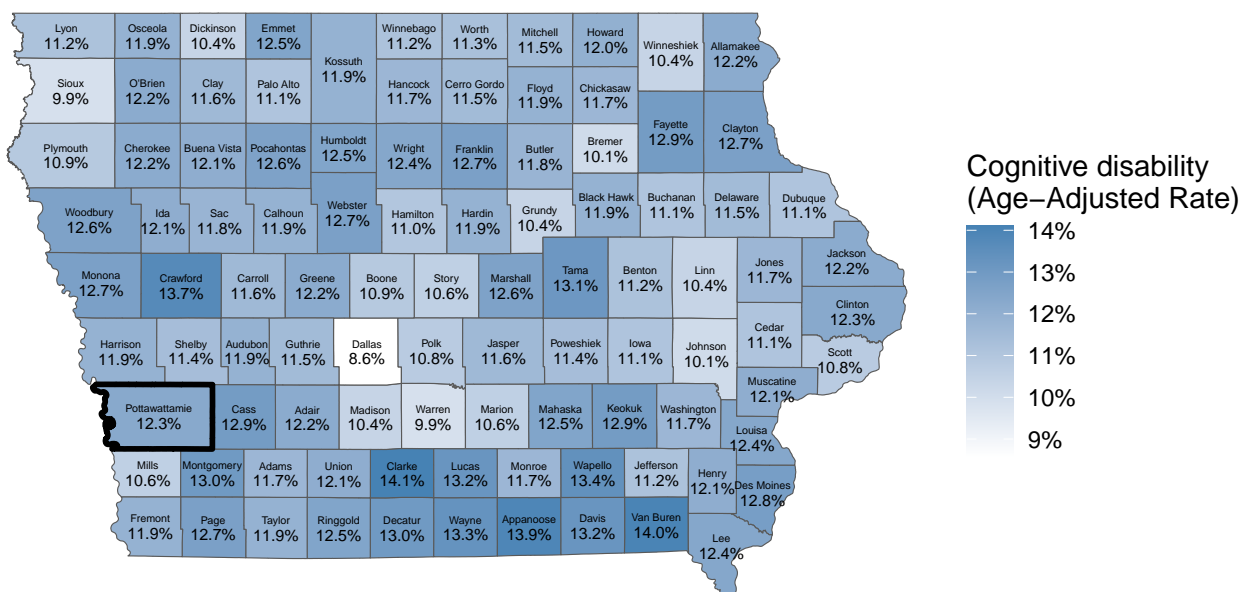 Lyon
11.2%
Osceola
11.9%
Dickinson
10.4%
Emmet
12.5%
Kossuth
11.9%
Winnebago
11.2%
Worth
11.3%
Mitchell
11.5%
Howard
12.0%
Winneshiek
10.4%
Allamakee
12.2%
Sioux
9.9%
O'Brien
12.2%
Clay
11.6%
Palo Alto
11.1%
Hancock
11.7%
Cerro Gordo
11.5%
Floyd
11.9%
Chickasaw
11.7%
Fayette
12.9%
Clayton
12.7%
Plymouth
10.9%
Cherokee
12.2%
Buena Vista
12.1%
Pocahontas
12.6%
Humboldt
12.5%
Wright
12.4%
Franklin
12.7%
Butler
11.8%
Bremer
10.1%
Woodbury
12.6%
Ida
12.1%
Sac
11.8%
Calhoun
11.9%
Webster
12.7%
Hamilton
11.0%
Hardin
11.9%
Grundy
10.4%
Black Hawk
11.9%
Buchanan
11.1%
Delaware
11.5%
Dubuque
11.1%
Monona
12.7%
Crawford
13.7%
Carroll
11.6%
Greene
12.2%
Boone
10.9%
Story
10.6%
Marshall
12.6%
Tama
13.1%
Benton
11.2%
Linn
10.4%
Jones
11.7%
Jackson
12.2%
Clinton
12.3%
Harrison
11.9%
Shelby
11.4%
Audubon
11.9%
Guthrie
11.5%
Dallas
8.6%
Polk
10.8%
Jasper
11.6%
Poweshiek
11.4%
Iowa
11.1%
Johnson
10.1%
Cedar
11.1%
Scott
10.8%
Muscatine
12.1%
Pottawattamie
12.3%
Cass
12.9%
Adair
12.2%
Madison
10.4%
Warren
9.9%
Marion
10.6%
Mahaska
12.5%
Keokuk
12.9%
Washington
11.7%
Louisa
12.4%
Mills
10.6%
Montgomery
13.0%
Adams
11.7%
Union
12.1%
Clarke
14.1%
Lucas
13.2%
Monroe
11.7%
Wapello
13.4%
Jefferson
11.2%
Henry
12.1%
Des Moines
12.8%
Fremont
11.9%
Page
12.7%
Taylor
11.9%
Ringgold
12.5%
Decatur
13.0%
Wayne
13.3%
Appanoose
13.9%
Davis
13.2%
Van Buren
14.0%
Lee
12.4%
Cognitive disability
(Age−Adjusted Rate)
14%
13%
12%
11%
10%
9%